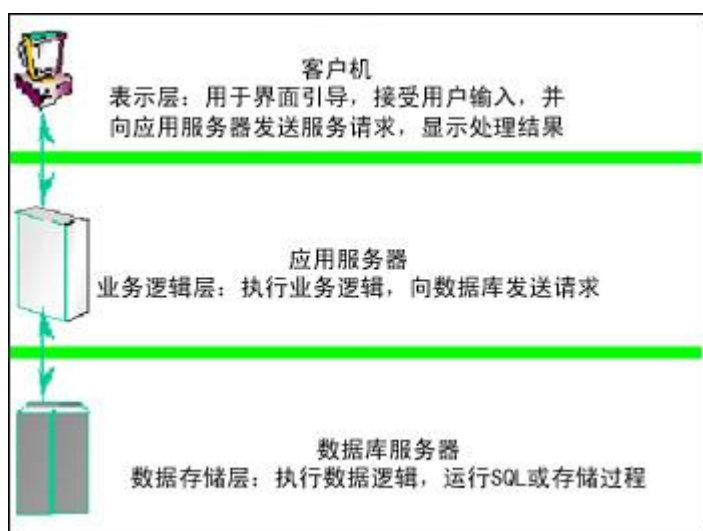 客户机
表示层：用于界面引导，接受用户输入，并
向应用服务器发送服务请求，显示处理结果
应用服务器
业务逻辑层：执行业务逻辑，向数据库发送请求
数据库服务器
数据存储层：执行数据逻辑，运行SQL或存储过程